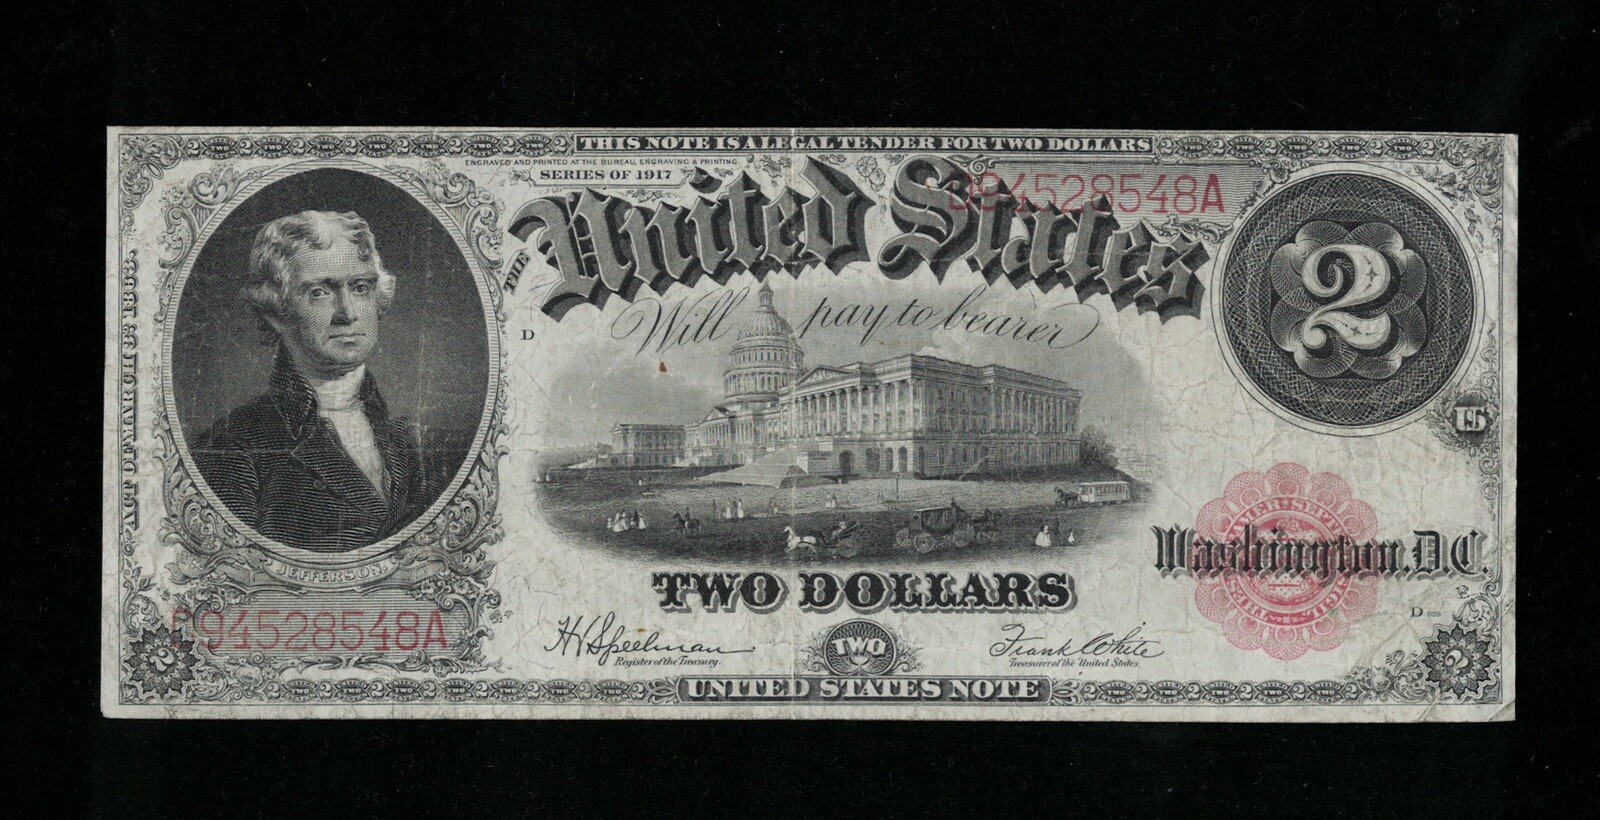 THIS NOTE IS A LEGAL TENDER FOR TWO DOLLARS
ENGRAVED AND PRINTED AT THE BUREAU, ENGRAVING & PRINTING.
SERIES OF 1917
D94528548A
THE United States
2
D
Will pay to bearer
ACT OF MARCH 3D 1863.
US
JEFFERSON.
Washington, D.C.
TWO DOLLARS
D94528548A
D
H V Speelman
Register of the Treasury.
TWO
Frank White
Treasurer of the United States.
2
UNITED STATES NOTE
2